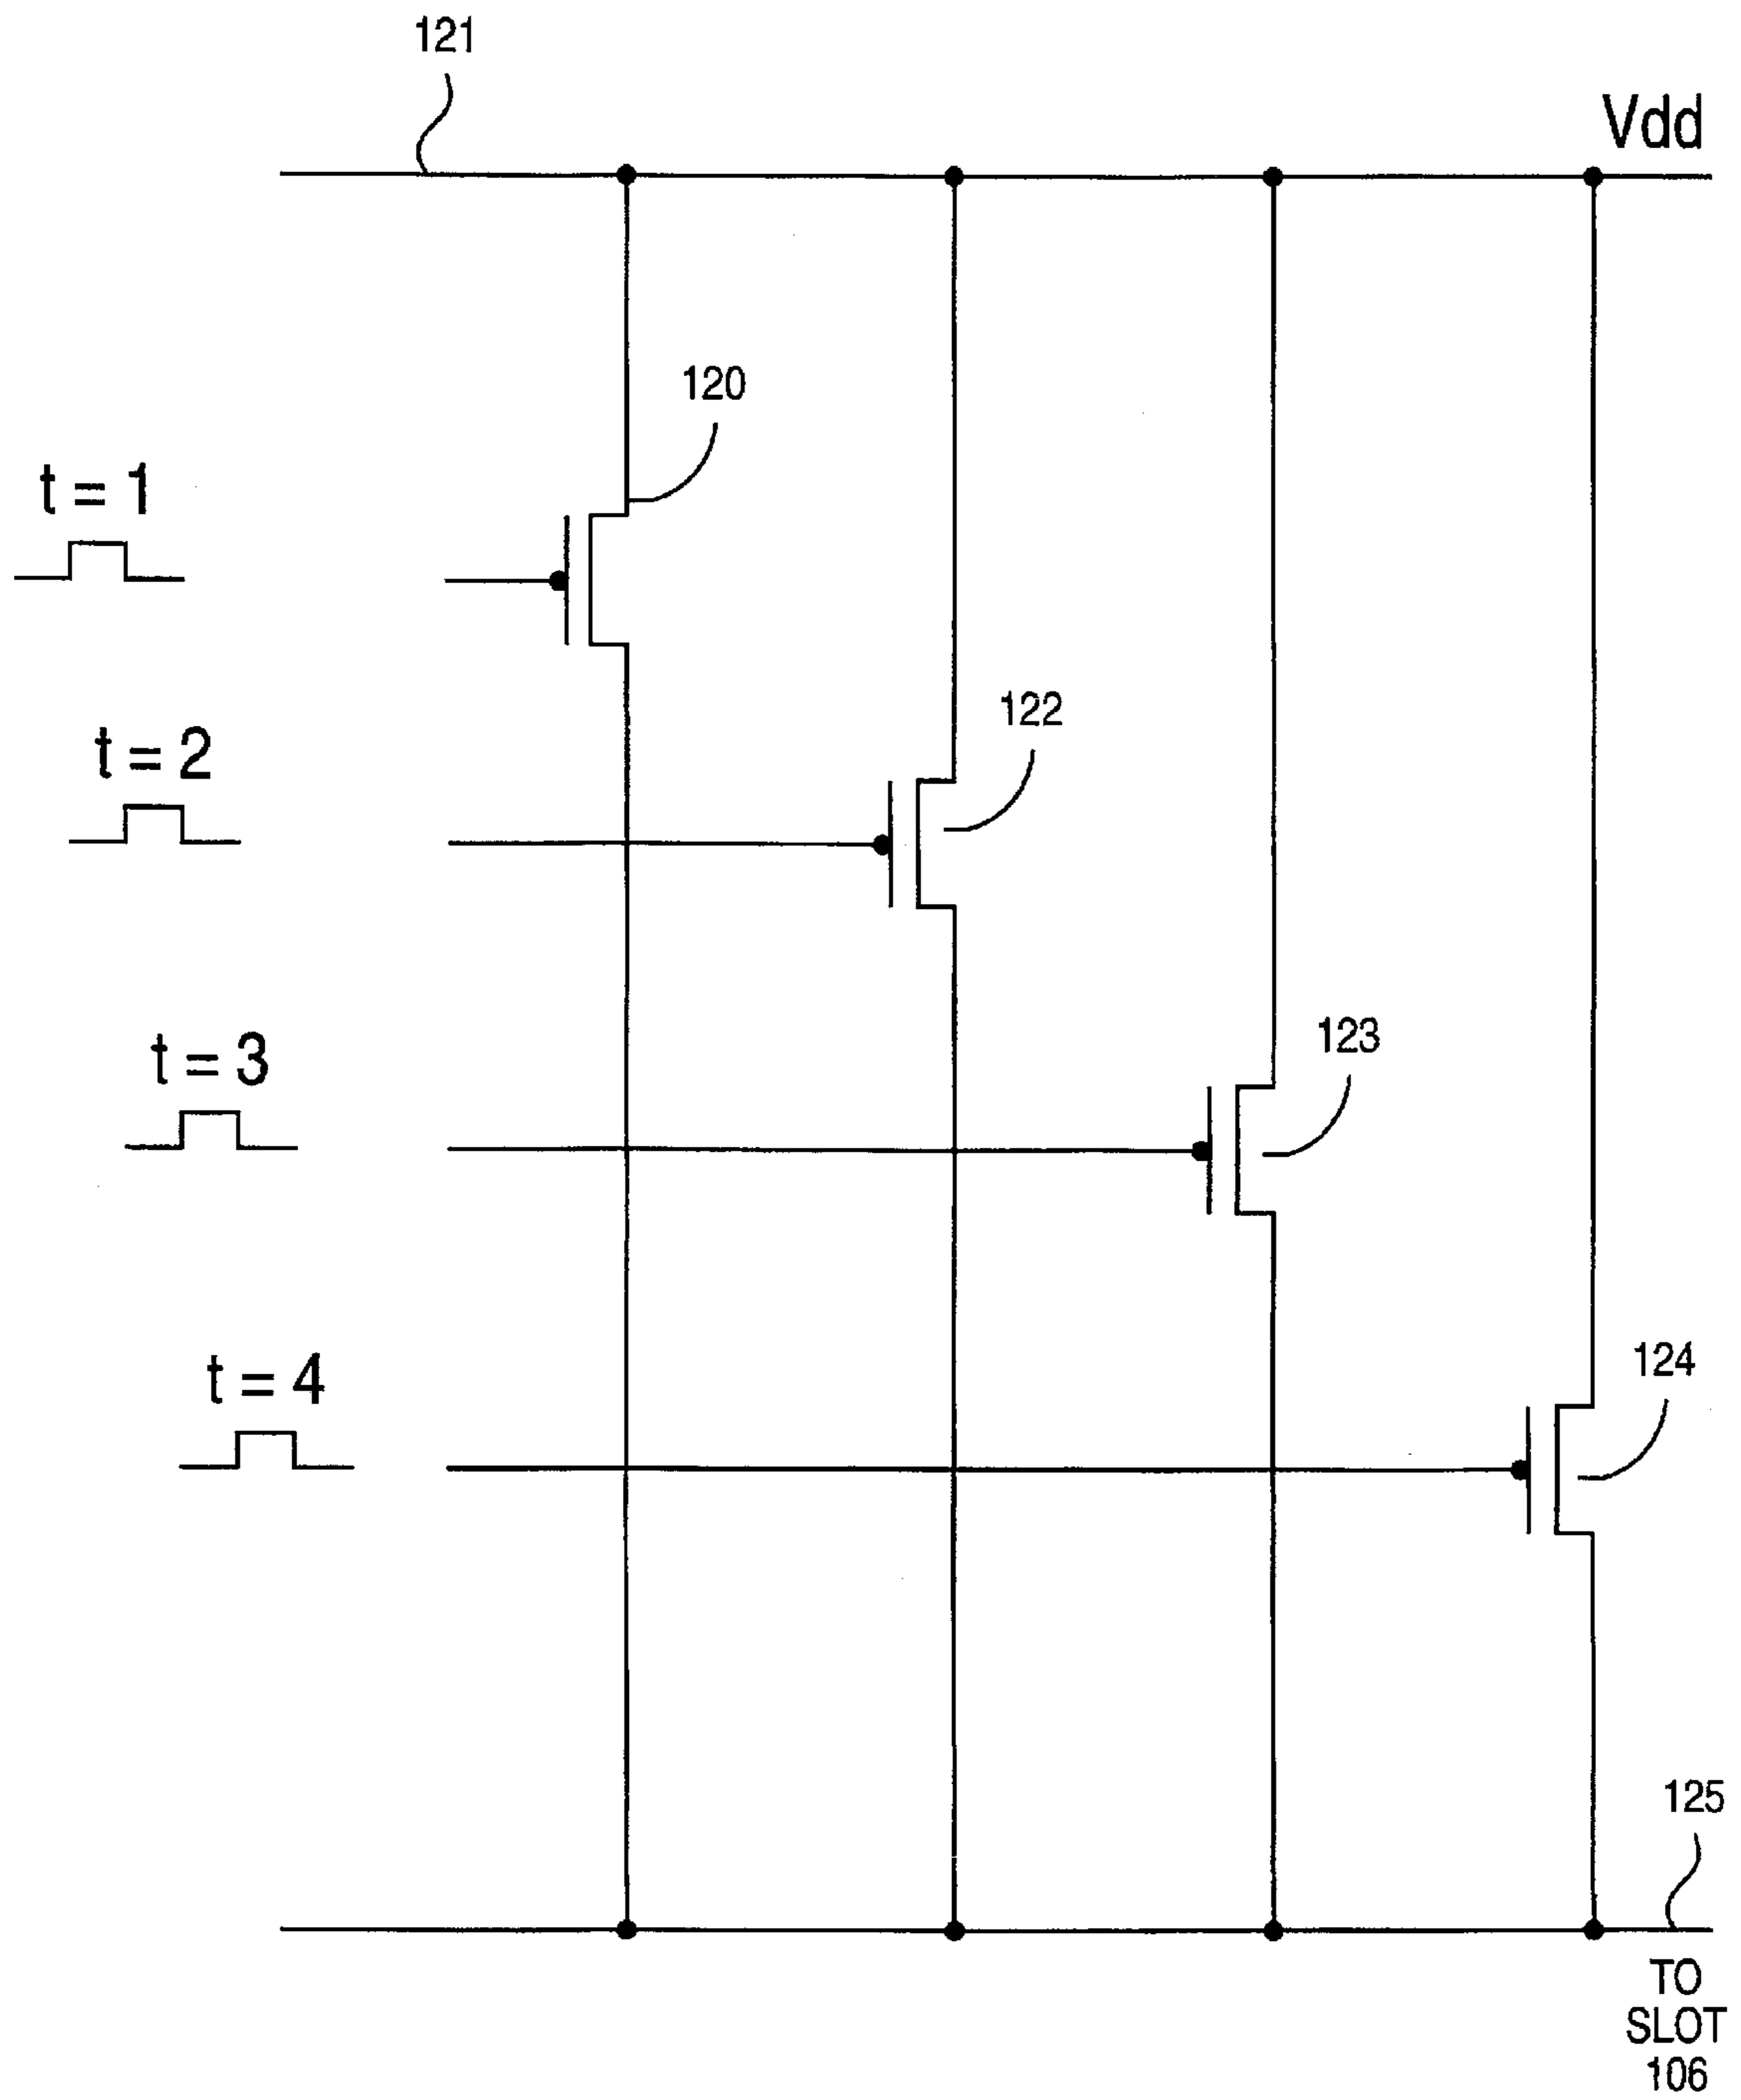 121
Vdd
120
t = 1
122
t = 2
123
t = 3
124
t = 4
125
TO
SLOT
106